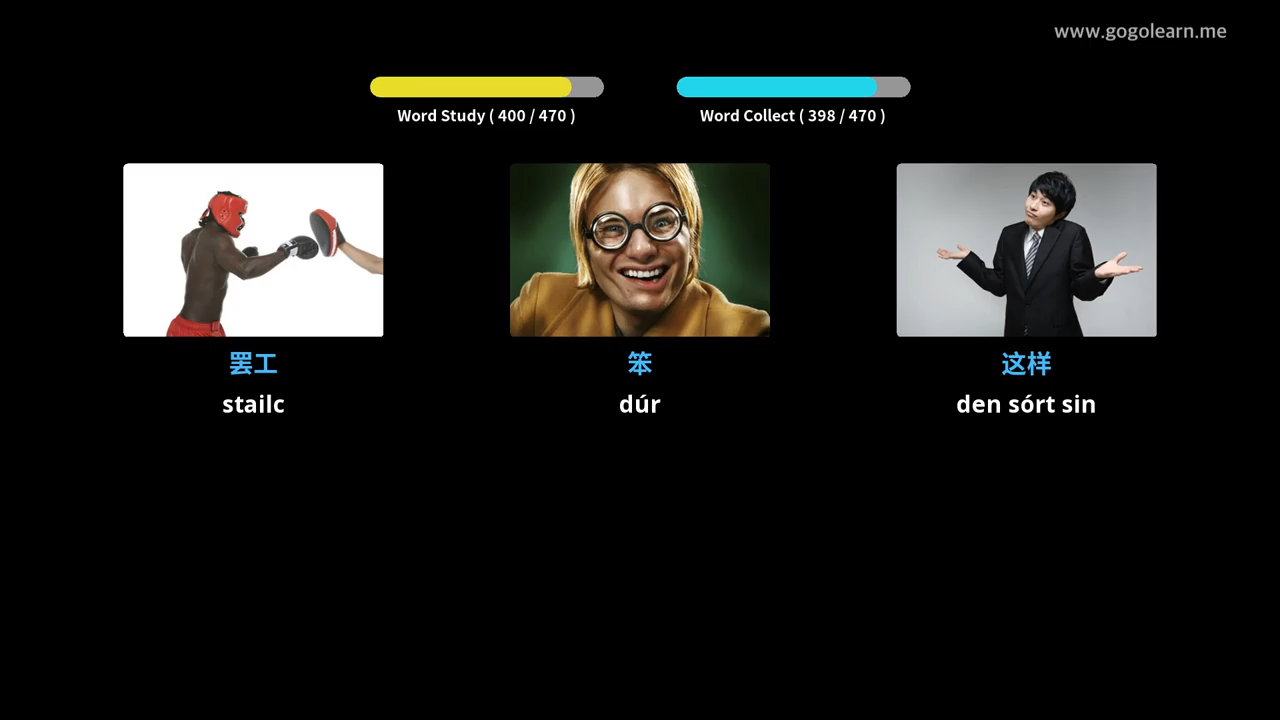 www.gogolearn.me
Word Study ( 400 / 470 )
Word Collect ( 398 / 470 )
罢工
笨
这样
stailc
dúr
den sórt sin